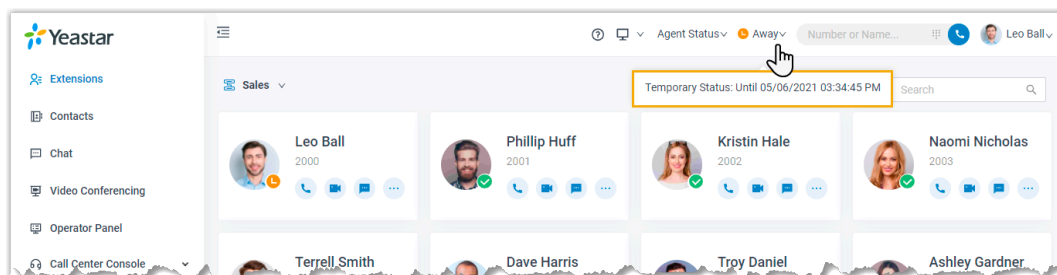 Yeastar
Agent Status
Away
Number or Name...
Leo Ball
Extensions
Contacts
Chat
Video Conferencing
Operator Panel
Call Center Console
Sales
Temporary Status: Until 05/06/2021 03:34:45 PM
Search
Leo Ball
2000
Phillip Huff
2001
Kristin Hale
2002
Naomi Nicholas
2003
Terrell Smith
Dave Harris
Troy Daniel
Ashley Gardner